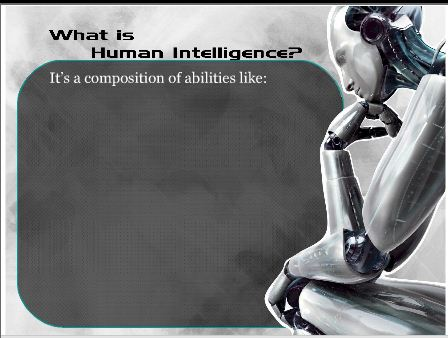 What is
Human Intelligence?
It's a composition of abilities like: